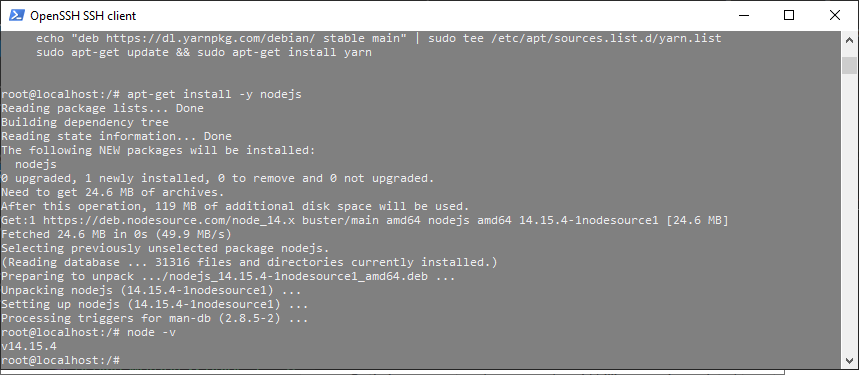 OpenSSH SSH client
echo "deb https://dl.yarnpkg.com/debian/ stable main" | sudo tee /etc/apt/sources.list.d/yarn.list
sudo apt-get update && sudo apt-get install yarn
root@localhost:/# apt-get install -y nodejs
Reading package lists... Done
Building dependency tree
Reading state information... Done
The following NEW packages will be installed:
nodejs
0 upgraded, 1 newly installed, 0 to remove and 0 not upgraded.
Need to get 24.6 MB of archives.
After this operation, 119 MB of additional disk space will be used.
Get:1 https://deb.nodesource.com/node_14.x buster/main amd64 nodejs amd64 14.15.4-1nodesource1 [24.6 MB]
Fetched 24.6 MB in 0s (49.9 MB/s)
Selecting previously unselected package nodejs.
(Reading database ... 31316 files and directories currently installed.)
Preparing to unpack .../nodejs_14.15.4-1nodesource1_amd64.deb ...
Unpacking nodejs (14.15.4-1nodesource1) ...
Setting up nodejs (14.15.4-1nodesource1) ...
Processing triggers for man-db (2.8.5-2) ...
root@localhost:/# node -v
v14.15.4
root@localhost:/#